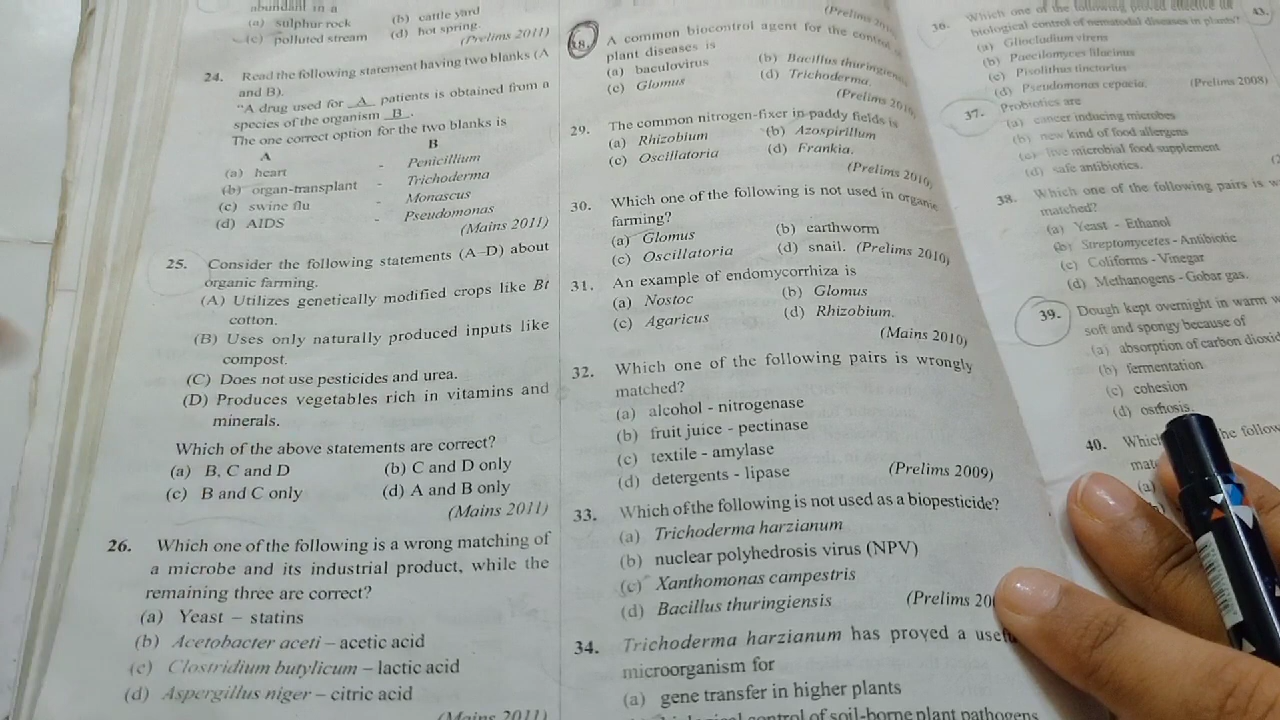 abundant in a
(a) sulphur rock (b) cattle yard
(c) polluted stream (d) hot spring.
(Prelims 2011)
24. Read the following statement having two blanks (A
and B).
"A drug used for A patients is obtained from a
species of the organism B .
The one correct option for the two blanks is
A B
(a) heart - Penicillium
(b) organ-transplant - Trichoderma
(c) swine flu - Monascus
(d) AIDS - Pseudomonas
(Mains 2011)
25. Consider the following statements (A–D) about
organic farming.
(A) Utilizes genetically modified crops like Bt
cotton.
(B) Uses only naturally produced inputs like
compost.
(C) Does not use pesticides and urea.
(D) Produces vegetables rich in vitamins and
minerals.
Which of the above statements are correct?
(a) B, C and D (b) C and D only
(c) B and C only (d) A and B only
(Mains 2011)
26. Which one of the following is a wrong matching of
a microbe and its industrial product, while the
remaining three are correct?
(a) Yeast – statins
(b) Acetobacter aceti – acetic acid
(c) Clostridium butylicum – lactic acid
(d) Aspergillus niger – citric acid
(Mains 2011)
(Prelims
28. A common biocontrol agent for the
plant diseases is
(a) baculovirus (b) Bacillus
(c) Glomus (d) Trichoderma.
(Prelims
29. The common nitrogen-fixer in paddy fields is
(a) Rhizobium (b) Azospirillum
(c) Oscillatoria (d) Frankia.
(Prelims 2010)
30. Which one of the following is not used in organic
farming?
(a) Glomus (b) earthworm
(c) Oscillatoria (d) snail. (Prelims 2010)
31. An example of endomycorrhiza is
(a) Nostoc (b) Glomus
(c) Agaricus (d) Rhizobium.
(Mains 2010)
32. Which one of the following pairs is wrongly
matched?
(a) alcohol - nitrogenase
(b) fruit juice - pectinase
(c) textile - amylase
(d) detergents - lipase (Prelims 2009)
33. Which of the following is not used as a biopesticide?
(a) Trichoderma harzianum
(b) nuclear polyhedrosis virus (NPV)
(c) Xanthomonas campestris
(d) Bacillus thuringiensis (Prelims 20
34. Trichoderma harzianum has proved a
microorganism for
(a) gene transfer in higher plants
control of soil-borne plant pathogens
36. Which one of the following proved effective
biological control of nematodal diseases in plants?
(a) Gliocladium virens
(b) Paecilomyces lilacinus
(c) Pisolithus tinctorius
(d) Pseudomonas cepacia. (Prelims 2008)
37. Probiotics are
(a) cancer inducing microbes
(b) new kind of food allergens
(c) live microbial food supplement
(d) safe antibiotics.
38. Which one of the following pairs is
matched?
(a) Yeast - Ethanol
(b) Streptomycetes - Antibiotic
(c) Coliforms - Vinegar
(d) Methanogens - Gobar gas.
39. Dough kept overnight in warm
soft and spongy because of
(a) absorption of carbon
(b) fermentation
(c) cohesion
(d) osmosis.
40.
(a)
43.